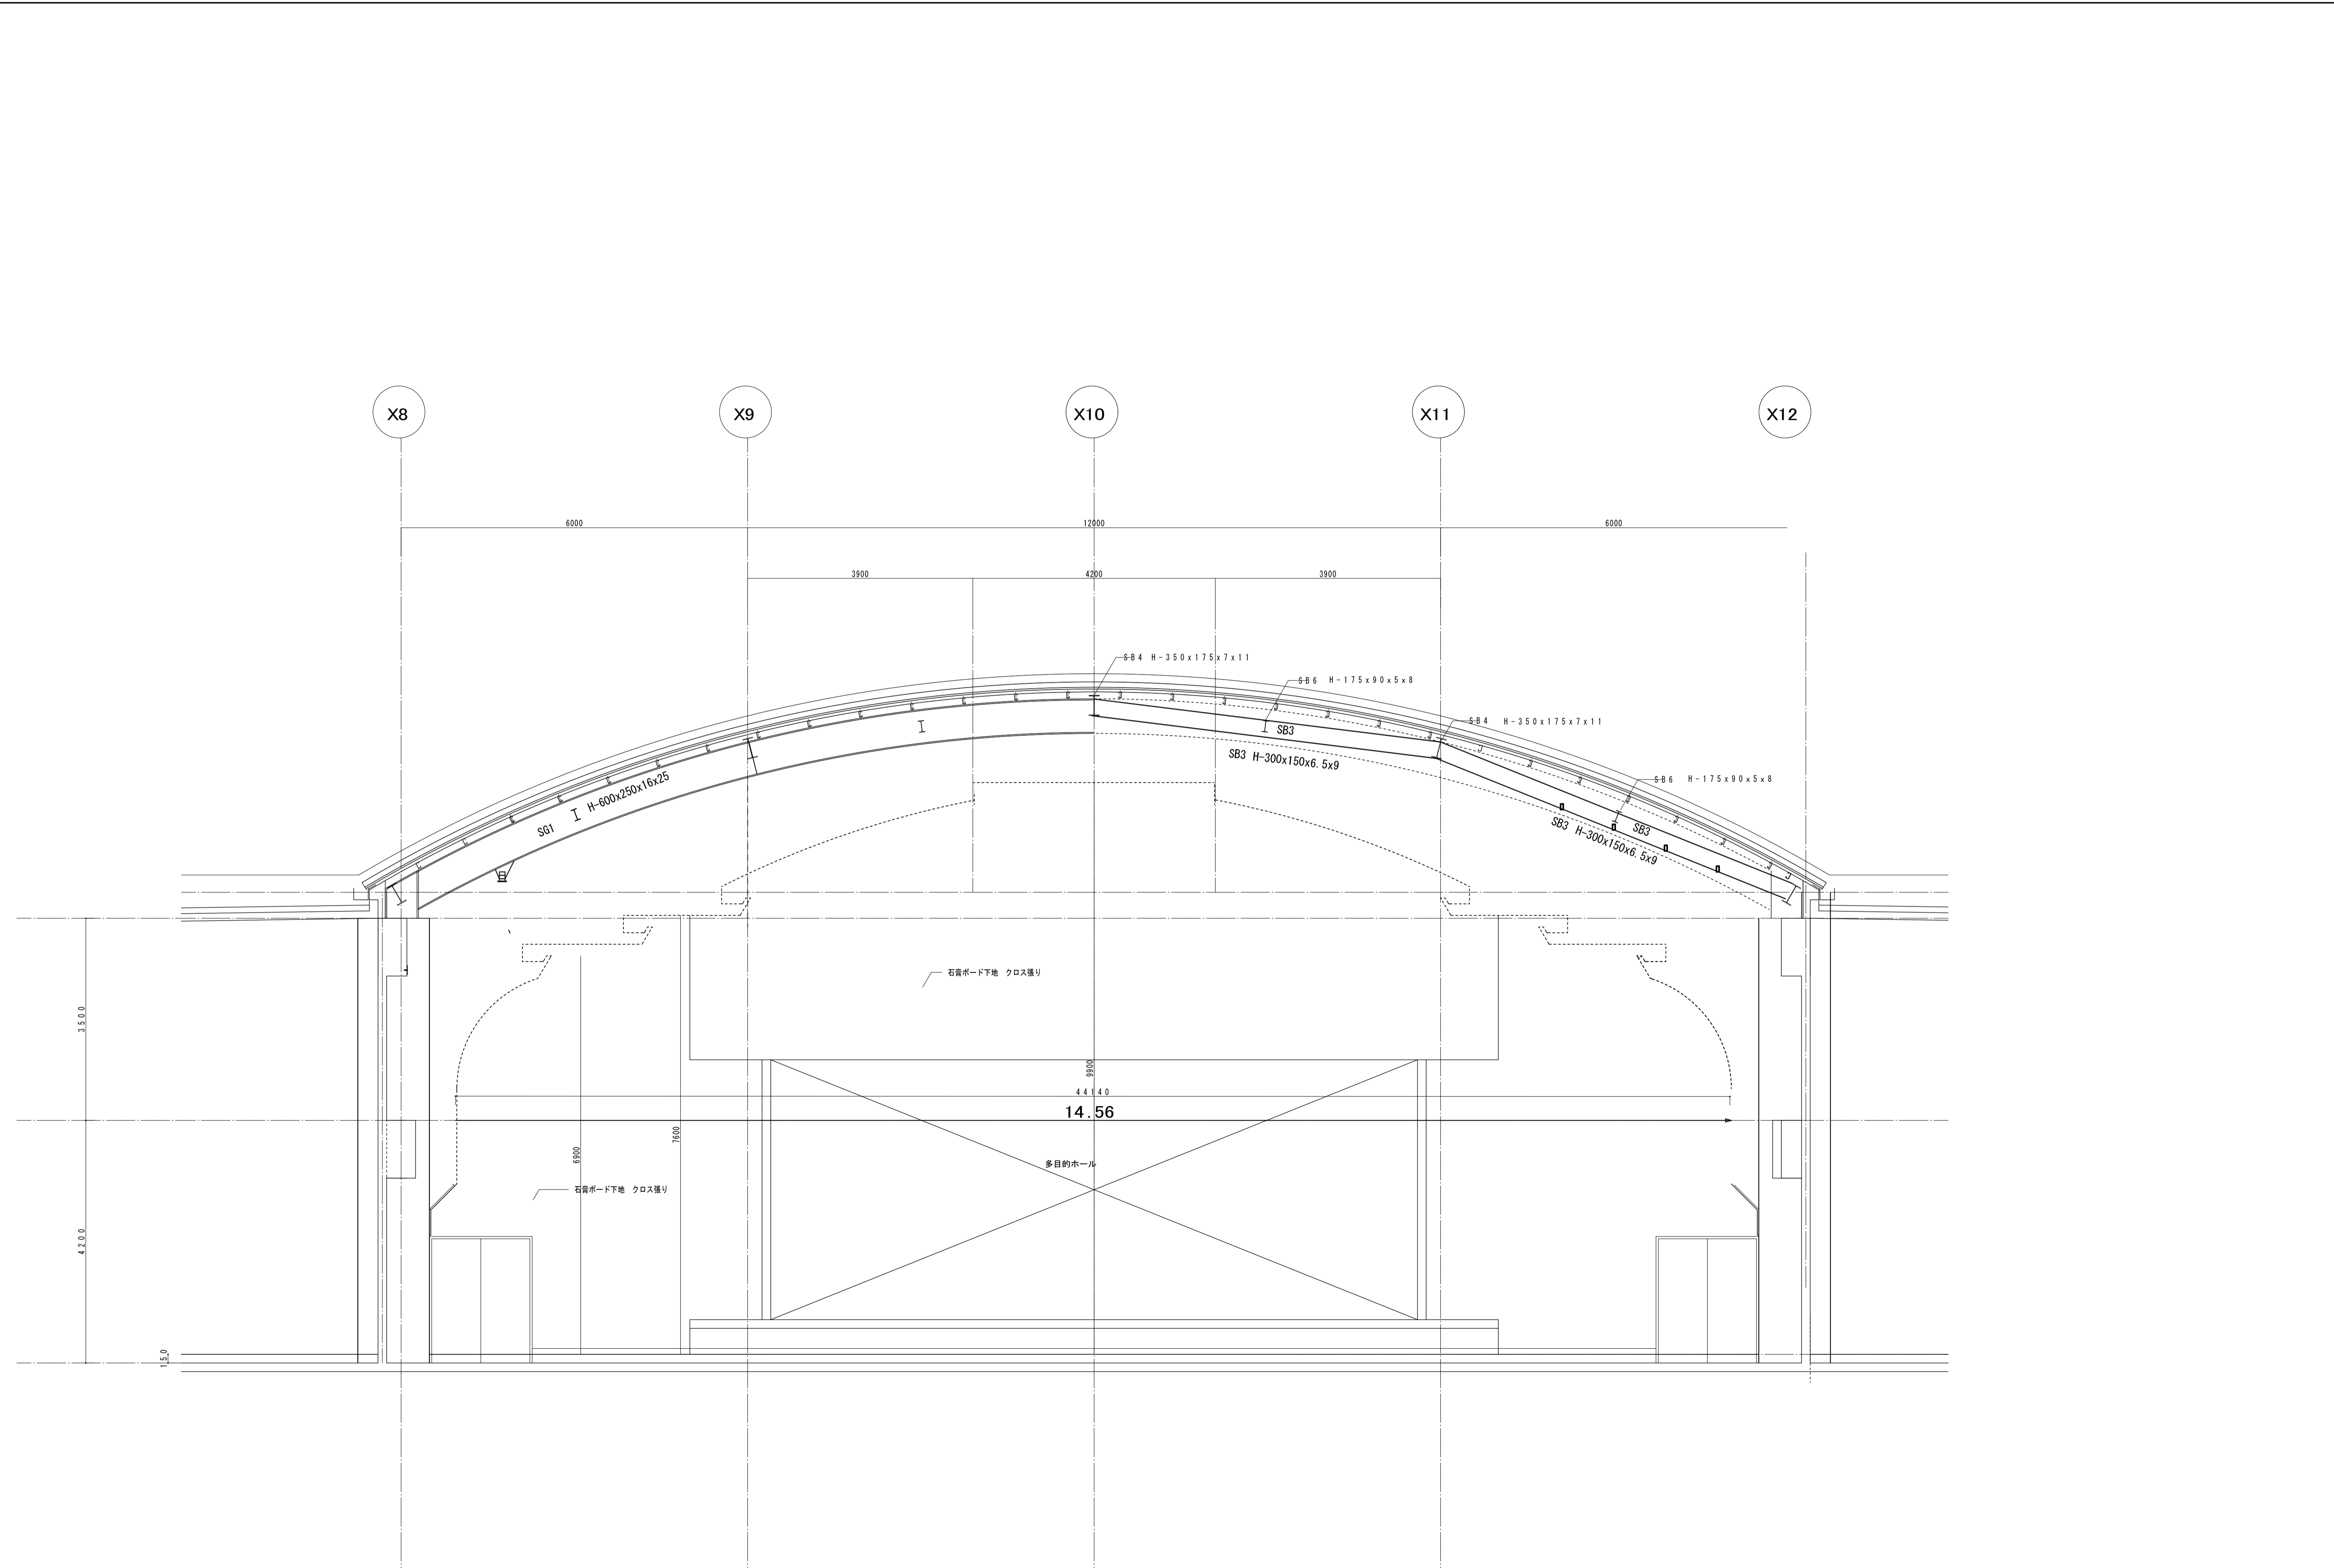 X8
X9
X10
X11
X12
6000
12000
6000
3900
4200
3900
SB4 H-350x175x7x11
SB6 H-175x90x5x8
SB4 H-350x175x7x11
SB3
SB3 H-300x150x6.5x9
SB6 H-175x90x5x8
SB3
SB3 H-300x150x6.5x9
SG1 H-600x250x16x25
石膏ボード下地 クロス張り
3500
9900
44140
14.56
7600
6900
多目的ホール
石膏ボード下地 クロス張り
4200
150